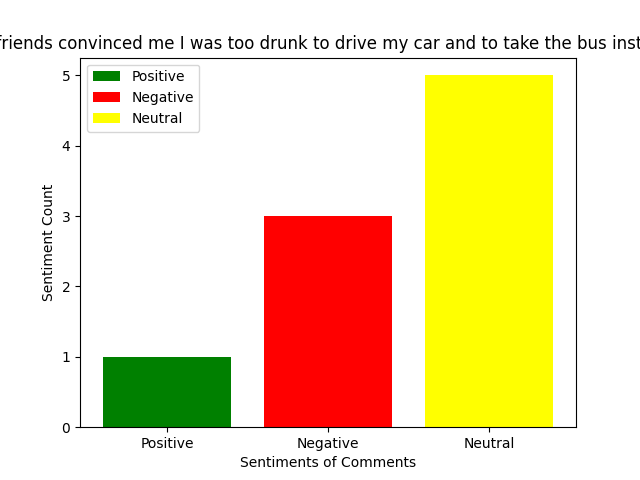 friends convinced me I was too drunk to drive my car and to take the bus inst
Positive
Negative
Neutral
5
4
3
2
1
0
Sentiment Count
Positive Negative Neutral
Sentiments of Comments